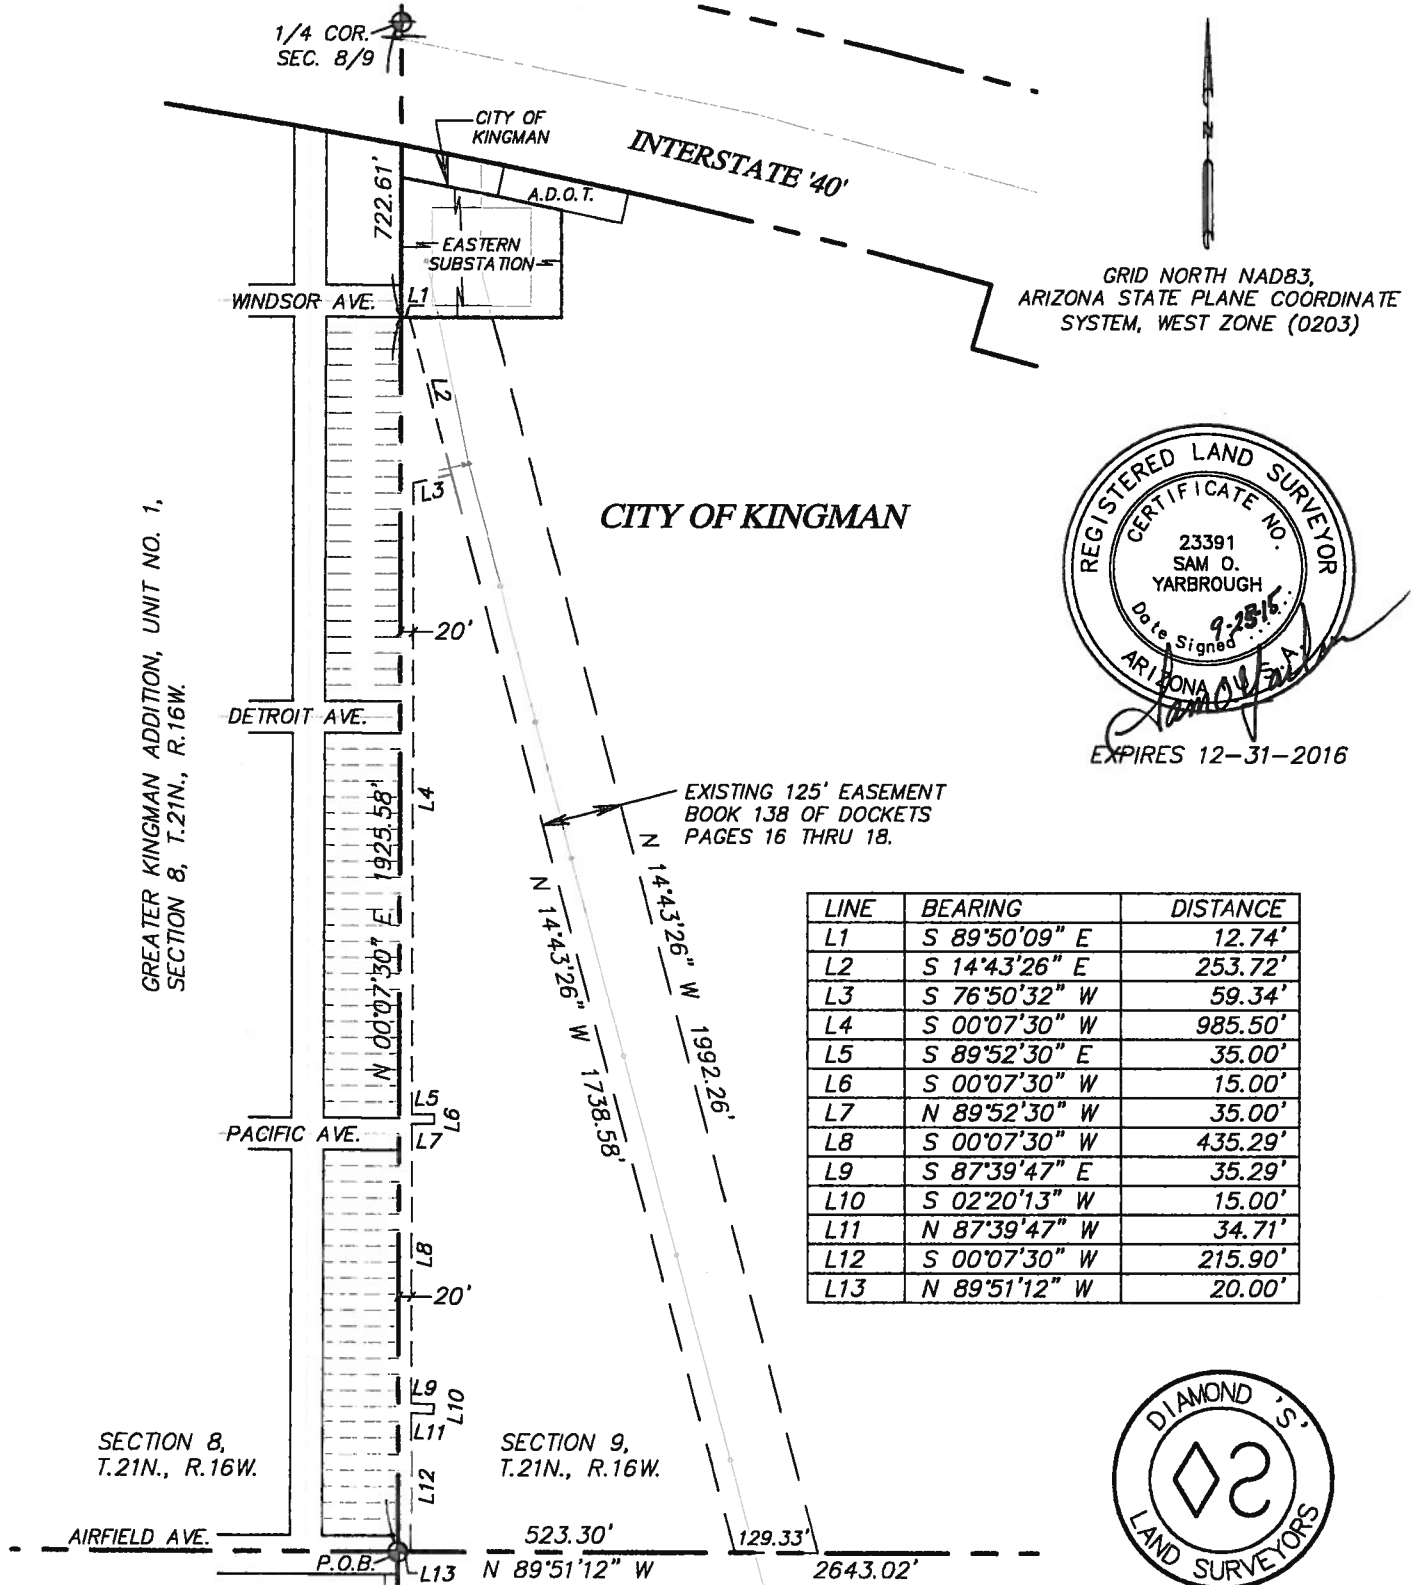 1/4 COR.
SEC. 8/9
CITY OF
KINGMAN
INTERSTATE '40'
A.D.O.T.
722.61'
EASTERN
SUBSTATION
N
GRID NORTH NAD83,
ARIZONA STATE PLANE COORDINATE
SYSTEM, WEST ZONE (0203)
WINDSOR AVE.
L1
L2
L3
CITY OF KINGMAN
REGISTERED LAND SURVEYOR
CERTIFICATE NO.
23391
SAM O.
YARBROUGH
Date Signed
9-25-15
ARIZONA U.S.A.
EXPIRES 12-31-2016
GREATER KINGMAN ADDITION, UNIT NO. 1,
SECTION 8, T.21N., R.16W.
20'
DETROIT AVE.
L4
N 00°07'30" E 1925.58'
EXISTING 125' EASEMENT
BOOK 138 OF DOCKETS
PAGES 16 THRU 18.
N 14°43'26" W 1992.26'
N 14°43'26" W 1738.58'
LINE BEARING DISTANCE
L1 S 89°50'09" E 12.74'
L2 S 14°43'26" E 253.72'
L3 S 76°50'32" W 59.34'
L4 S 00°07'30" W 985.50'
L5 S 89°52'30" E 35.00'
L6 S 00°07'30" W 15.00'
L7 N 89°52'30" W 35.00'
L8 S 00°07'30" W 435.29'
L9 S 87°39'47" E 35.29'
L10 S 02°20'13" W 15.00'
L11 N 87°39'47" W 34.71'
L12 S 00°07'30" W 215.90'
L13 N 89°51'12" W 20.00'
L5
L6
L7
PACIFIC AVE.
L8
20'
L9
L10
L11
L12
SECTION 8,
T.21N., R.16W.
SECTION 9,
T.21N., R.16W.
AIRFIELD AVE.
P.O.B.
L13
523.30'
129.33'
N 89°51'12" W
2643.02'
DIAMOND 'S'
LAND SURVEYORS